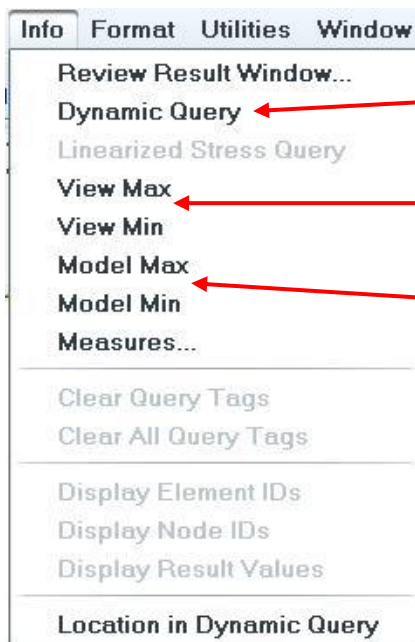 Info Format Utilities Window
Review Result Window...
Dynamic Query
Linearized Stress Query
View Max
View Min
Model Max
Model Min
Measures...
Clear Query Tags
Clear All Query Tags
Display Element IDs
Display Node IDs
Display Result Values
Location in Dynamic Query